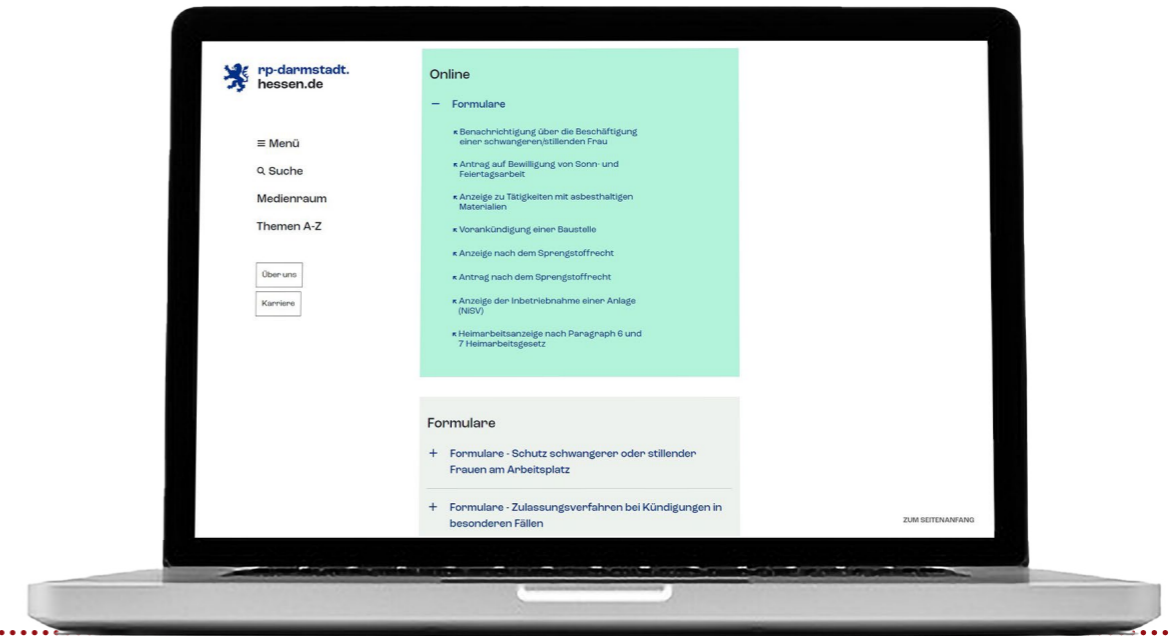 rp-darmstadt.
hessen.de
≡ Menü
Suche
Medienraum
Themen A-Z
Über uns
Karriere
Online
− Formulare
Benachrichtigung über die Beschäftigung
einer schwangeren/stillenden Frau
Antrag auf Bewilligung von Sonn- und
Feiertagsarbeit
Anzeige zu Tätigkeiten mit asbesthaltigen
Materialien
Vorankündigung einer Baustelle
Anzeige nach dem Sprengstoffrecht
Antrag nach dem Sprengstoffrecht
Anzeige der Inbetriebnahme einer Anlage
(NiSV)
Heimarbeitsanzeige nach Paragraph 6 und
7 Heimarbeitsgesetz
Formulare
+ Formulare - Schutz schwangerer oder stillender
Frauen am Arbeitsplatz
+ Formulare - Zulassungsverfahren bei Kündigungen in
besonderen Fällen
ZUM SEITENANFANG